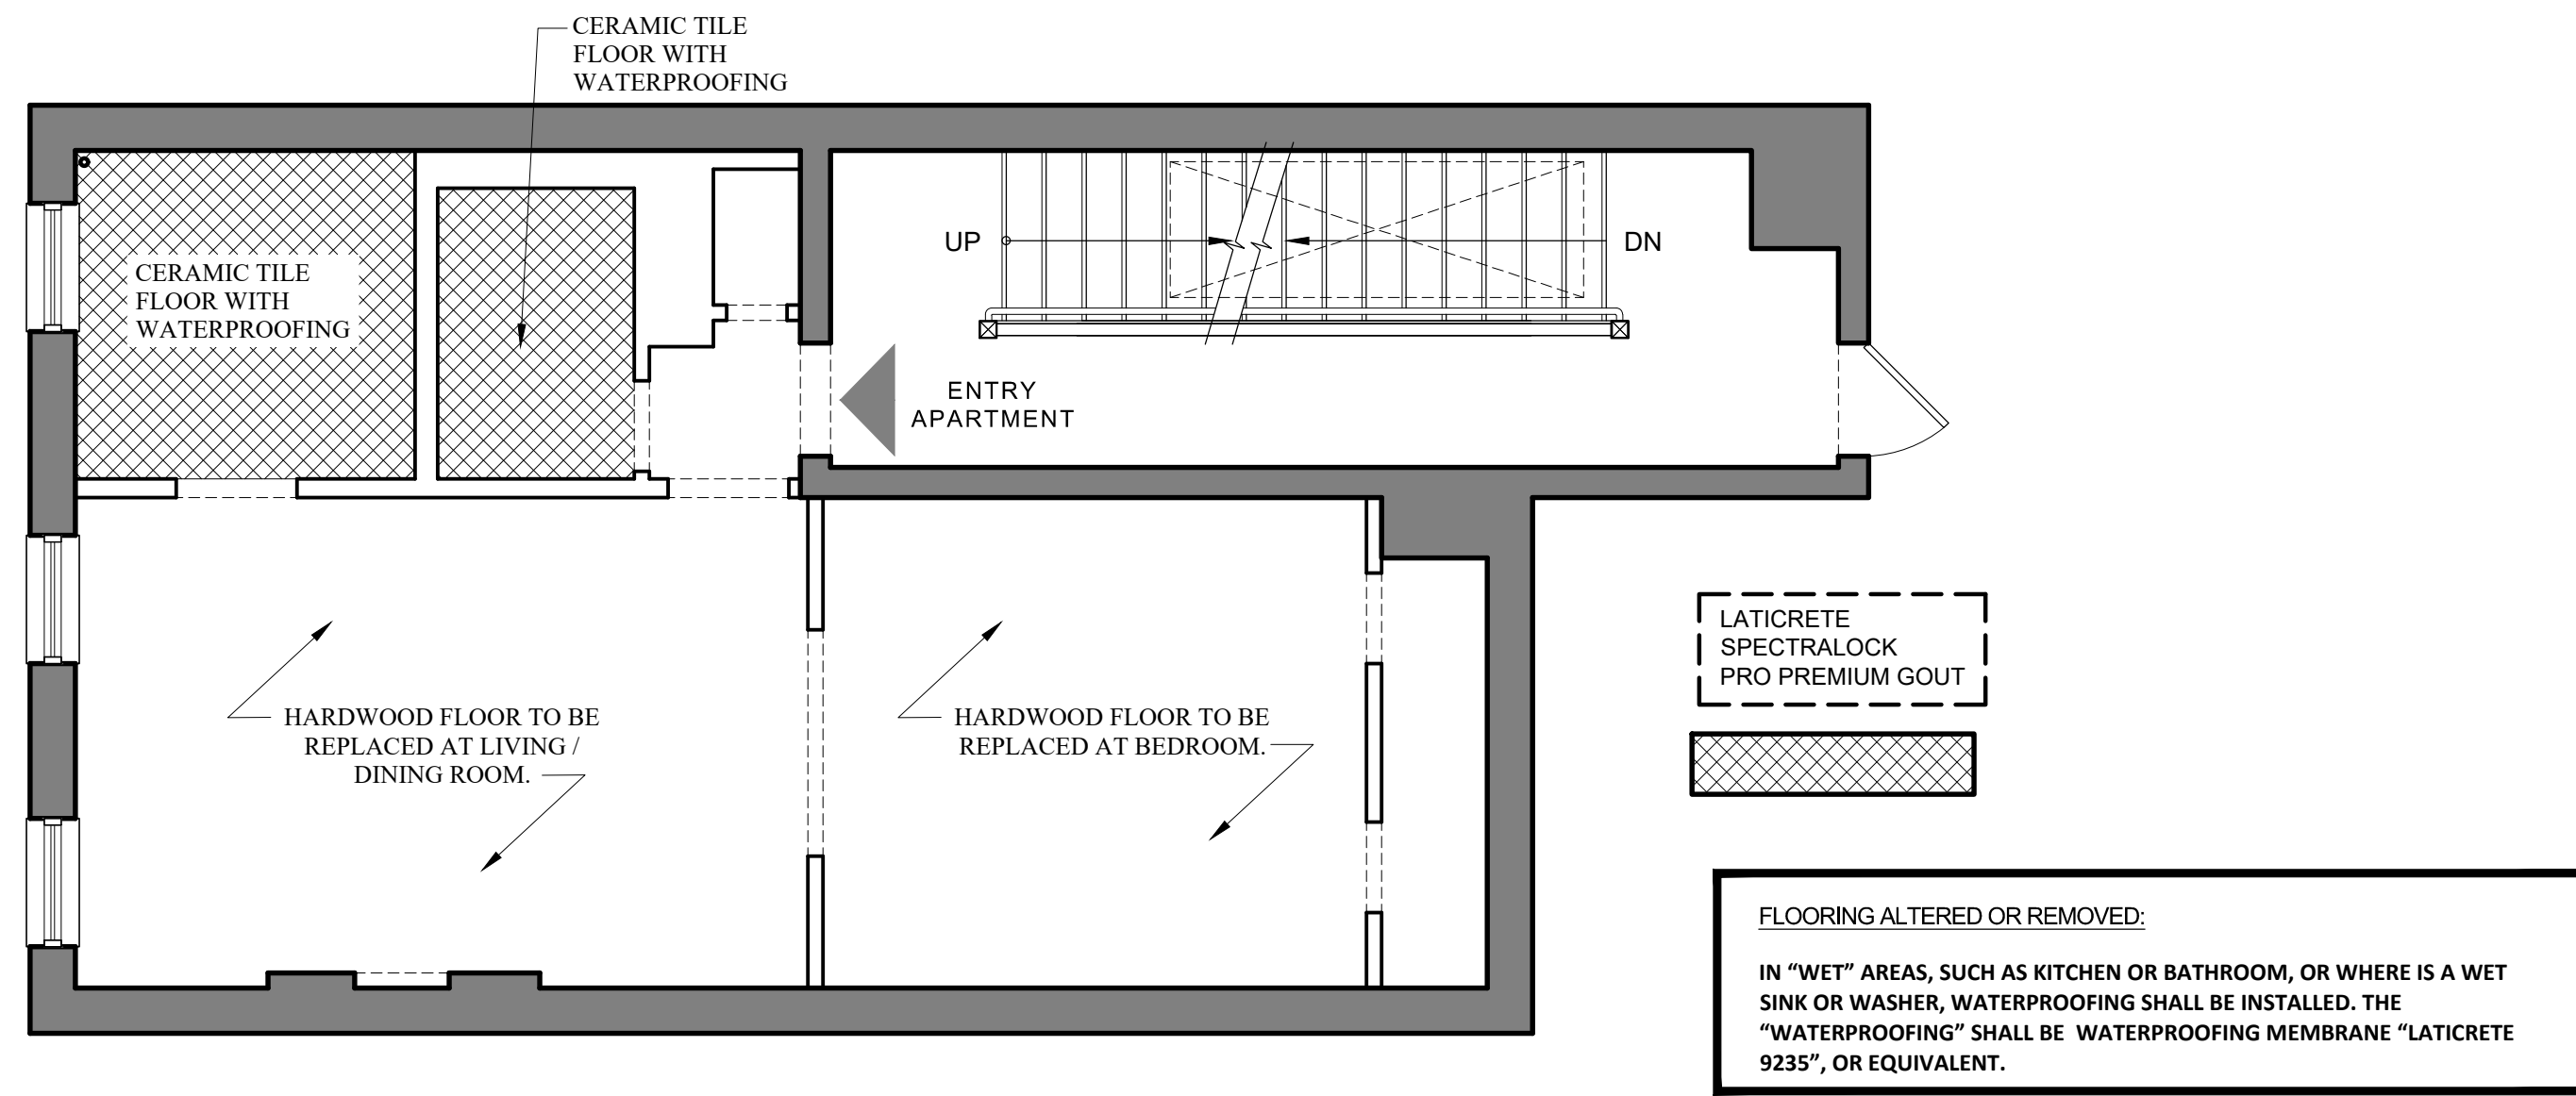 CERAMIC TILE
FLOOR WITH
WATERPROOFING
CERAMIC TILE
FLOOR WITH
WATERPROOFING
UP
DN
ENTRY
APARTMENT
HARDWOOD FLOOR TO BE
REPLACED AT LIVING /
DINING ROOM.
HARDWOOD FLOOR TO BE
REPLACED AT BEDROOM.
LATICRETE
SPECTRALOCK
PRO PREMIUM GOUT
FLOORING ALTERED OR REMOVED:
IN “WET” AREAS, SUCH AS KITCHEN OR BATHROOM, OR WHERE IS A WET
SINK OR WASHER, WATERPROOFING SHALL BE INSTALLED. THE
“WATERPROOFING” SHALL BE WATERPROOFING MEMBRANE “LATICRETE
9235”, OR EQUIVALENT.